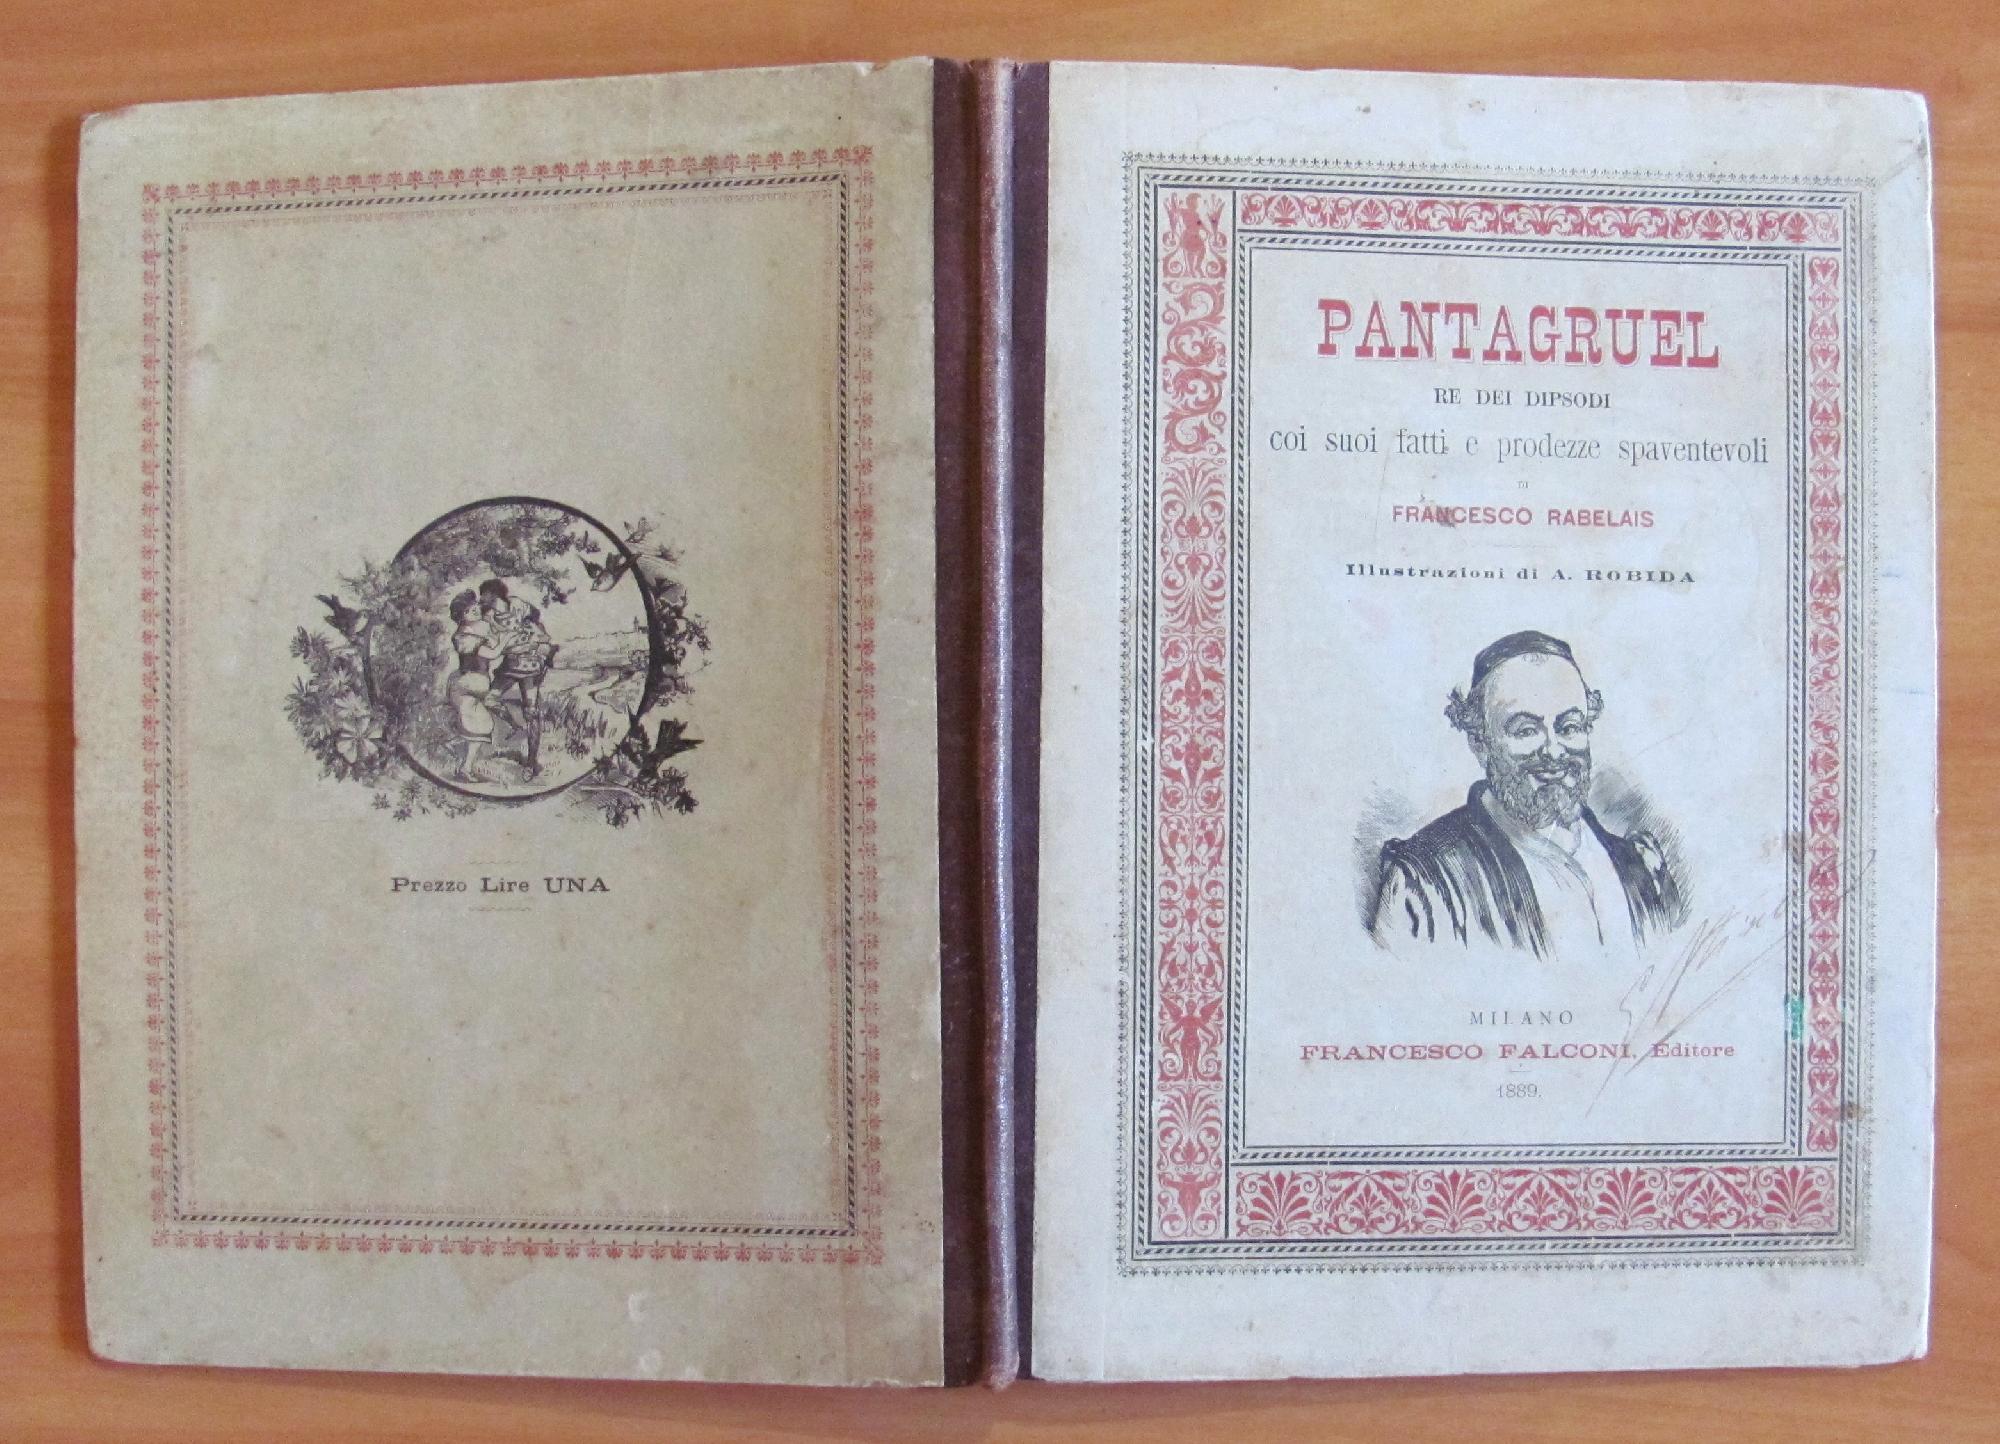 Prezzo Lire UNA
PANTAGRUEL
RE DEI DIPSODI
coi suoi fatti e prodezze spaventevoli
DI
FRANCESCO RABELAIS
Illustrazioni di A. ROBIDA
MILANO
FRANCESCO FALCONI, Editore
1889.